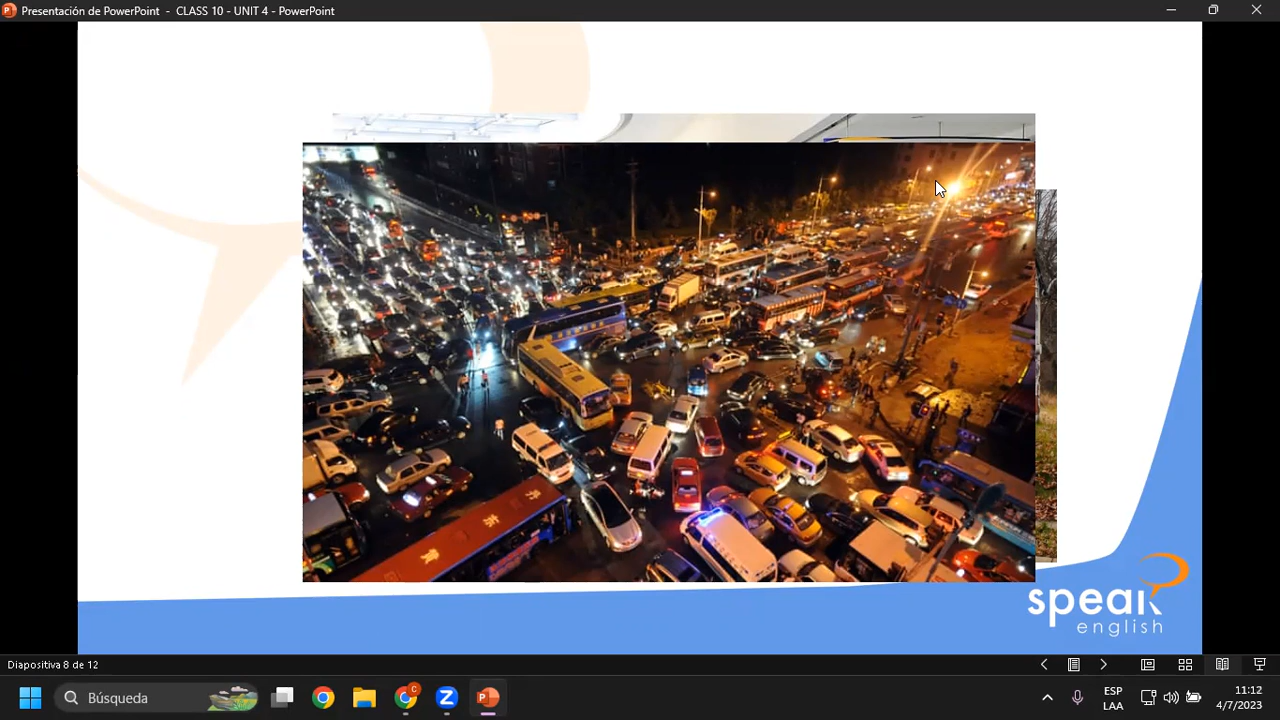 Presentación de PowerPoint - CLASS 10 - UNIT 4 - PowerPoint
speak
english
Diapositiva 8 de 12
Búsqueda
ESP
LAA
11:12
4/7/2023